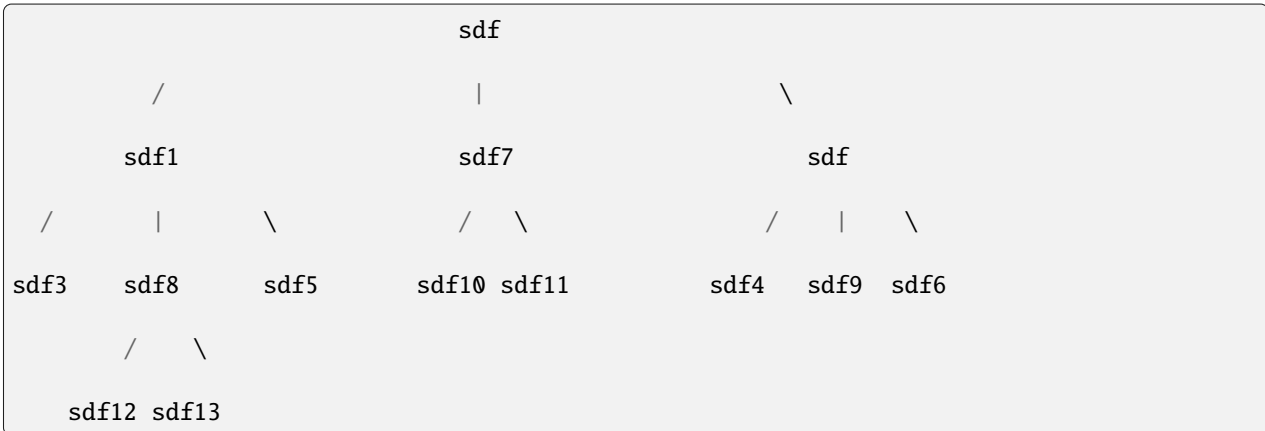 sdf
/ | \
sdf1 sdf7 sdf
/ | \ / \ / | \
sdf3 sdf8 sdf5 sdf10 sdf11 sdf4 sdf9 sdf6
/ \
sdf12 sdf13